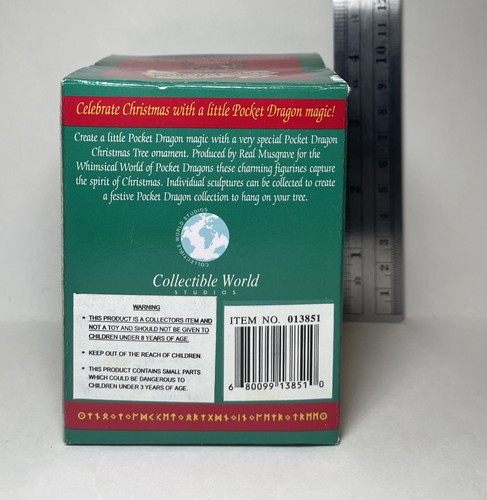 Celebrate Christmas with a little Pocket Dragon magic!
Create a little Pocket Dragon magic with a very special Pocket Dragon
Christmas Tree ornament. Produced by Real Musgrave for the
Whimsical World of Pocket Dragons these charming figurines capture
the spirit of Christmas. Individual sculptures can be collected to create
a festive Pocket Dragon collection to hang on your tree.
COLLECTIBLE WORLD STUDIOS
Collectible World
STUDIOS
WARNING
• THIS PRODUCT IS A COLLECTORS ITEM AND
NOT A TOY AND SHOULD NOT BE GIVEN TO
CHILDREN UNDER 8 YEARS OF AGE.
• KEEP OUT OF THE REACH OF CHILDREN.
• THIS PRODUCT CONTAINS SMALL PARTS
WHICH COULD BE DANGEROUS TO
CHILDREN UNDER 3 YEARS OF AGE.
ITEM NO. 013851
6 80099 13851 0